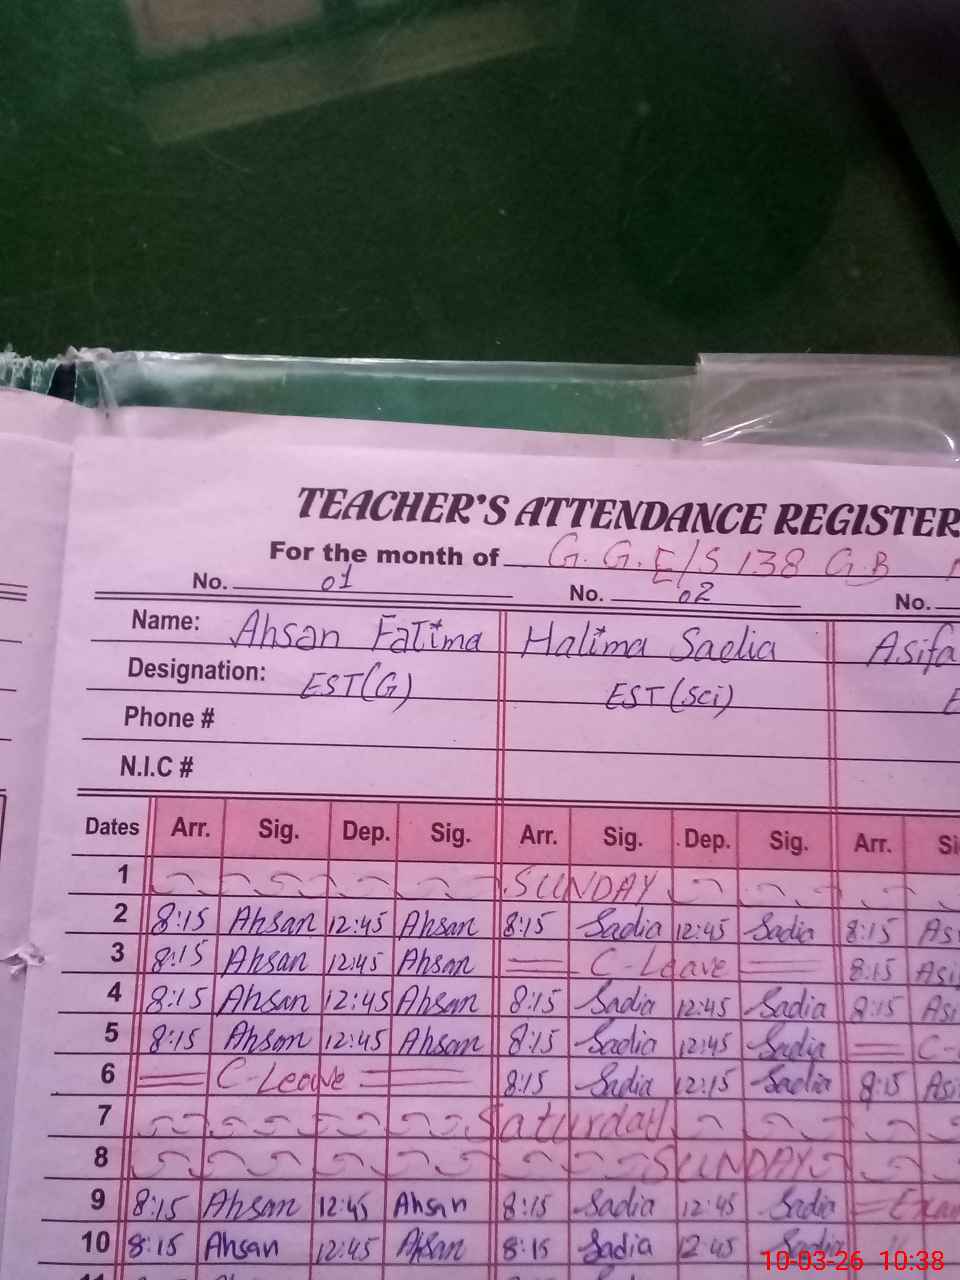 TEACHER'S ATTENDANCE REGISTER
For the month of G.G.E/S 138 G.B
No. 01 No. 02 No.
Name: Ahsan Fatima Halima Sadia Asifa
Designation: EST(G) EST(Sci)
Phone #
N.I.C #
Dates Arr. Sig. Dep. Sig. Arr. Sig. Dep. Sig. Arr.
1 SUNDAY
2 8:15 Ahsan 12:45 Ahsan 8:15 Sadia 12:45 Sadia 8:15
3 8:15 Ahsan 12:45 Ahsan C-Leave 8:15
4 8:15 Ahsan 12:45 Ahsan 8:15 Sadia 12:45 Sadia 8:15
5 8:15 Ahsan 12:45 Ahsan 8:15 Sadia 12:45 Sadia
6 C-Leave 8:15 Sadia 12:15 Sadia 8:15
7 Saturday
8 SUNDAY
9 8:15 Ahsan 12:45 Ahsan 8:15 Sadia 12:45 Sadia
10 8:15 Ahsan 12:45 Ahsan 8:15 Sadia 12:45 Sadia
10-03-26 10:38